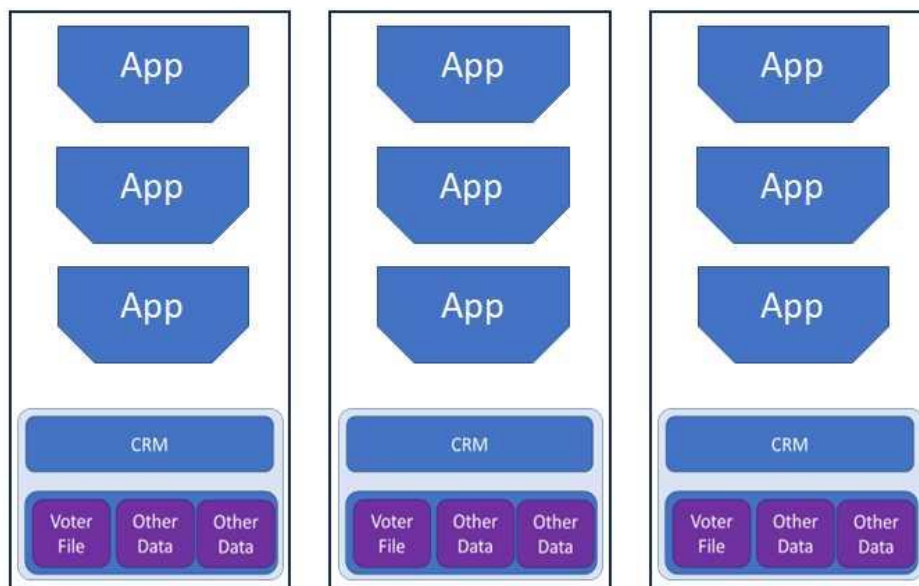 App
App
App
App
App
App
App
App
App
CRM
CRM
CRM
Voter
File
Other
Data
Other
Data
Voter
File
Other
Data
Other
Data
Voter
File
Other
Data
Other
Data